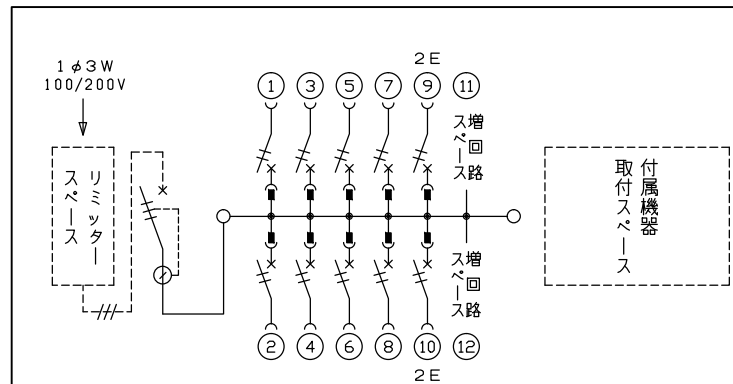 1φ3W
100/200V
リミッター
スペース
2E
1 3 5 7 9 11
増回路
スペース
付属機器
取付スペース
増回路
スペース
2 4 6 8 10 12
2E